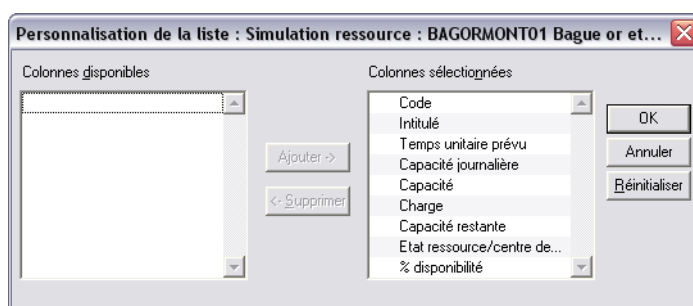 Personnalisation de la liste : Simulation ressource : BAGORMONT01 Bague or et...
Colonnes disponibles
Colonnes sélectionnées
Code
Intitulé
Temps unitaire prévu
Capacité journalière
Capacité
Charge
Capacité restante
Etat ressource/centre de...
% disponibilité
Ajouter ->
<- Supprimer
OK
Annuler
Réinitialiser